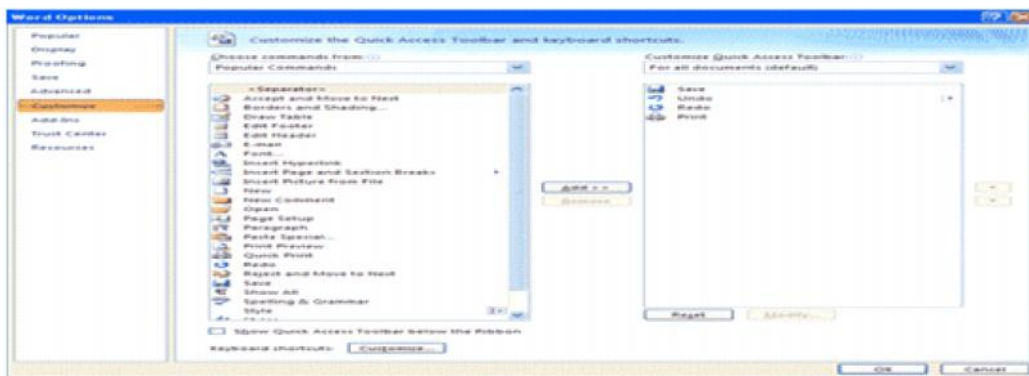 Word Options
Popular
Display
Proofing
Save
Advanced
Customize
Add-Ins
Trust Center
Resources
Customize the Quick Access Toolbar and keyboard shortcuts.
Choose commands from:
Popular Commands
<Separator>
Accept and Move to Next
Borders and Shading...
Draw Table
Edit Footer
Edit Header
E-mail
Font...
Insert Hyperlink
Insert Page and Section Breaks
Insert Picture from File
New
New Comment
Open
Page Setup
Paragraph
Paste Special...
Print Preview
Quick Print
Redo
Reject and Move to Next
Save
Show All
Spelling & Grammar
Style
Show Quick Access Toolbar below the Ribbon
Keyboard shortcuts: Customize...
Add >>
Remove
Customize Quick Access Toolbar:
For all documents (default)
Save
Undo
Redo
Print
Reset
Modify...
OK
Cancel